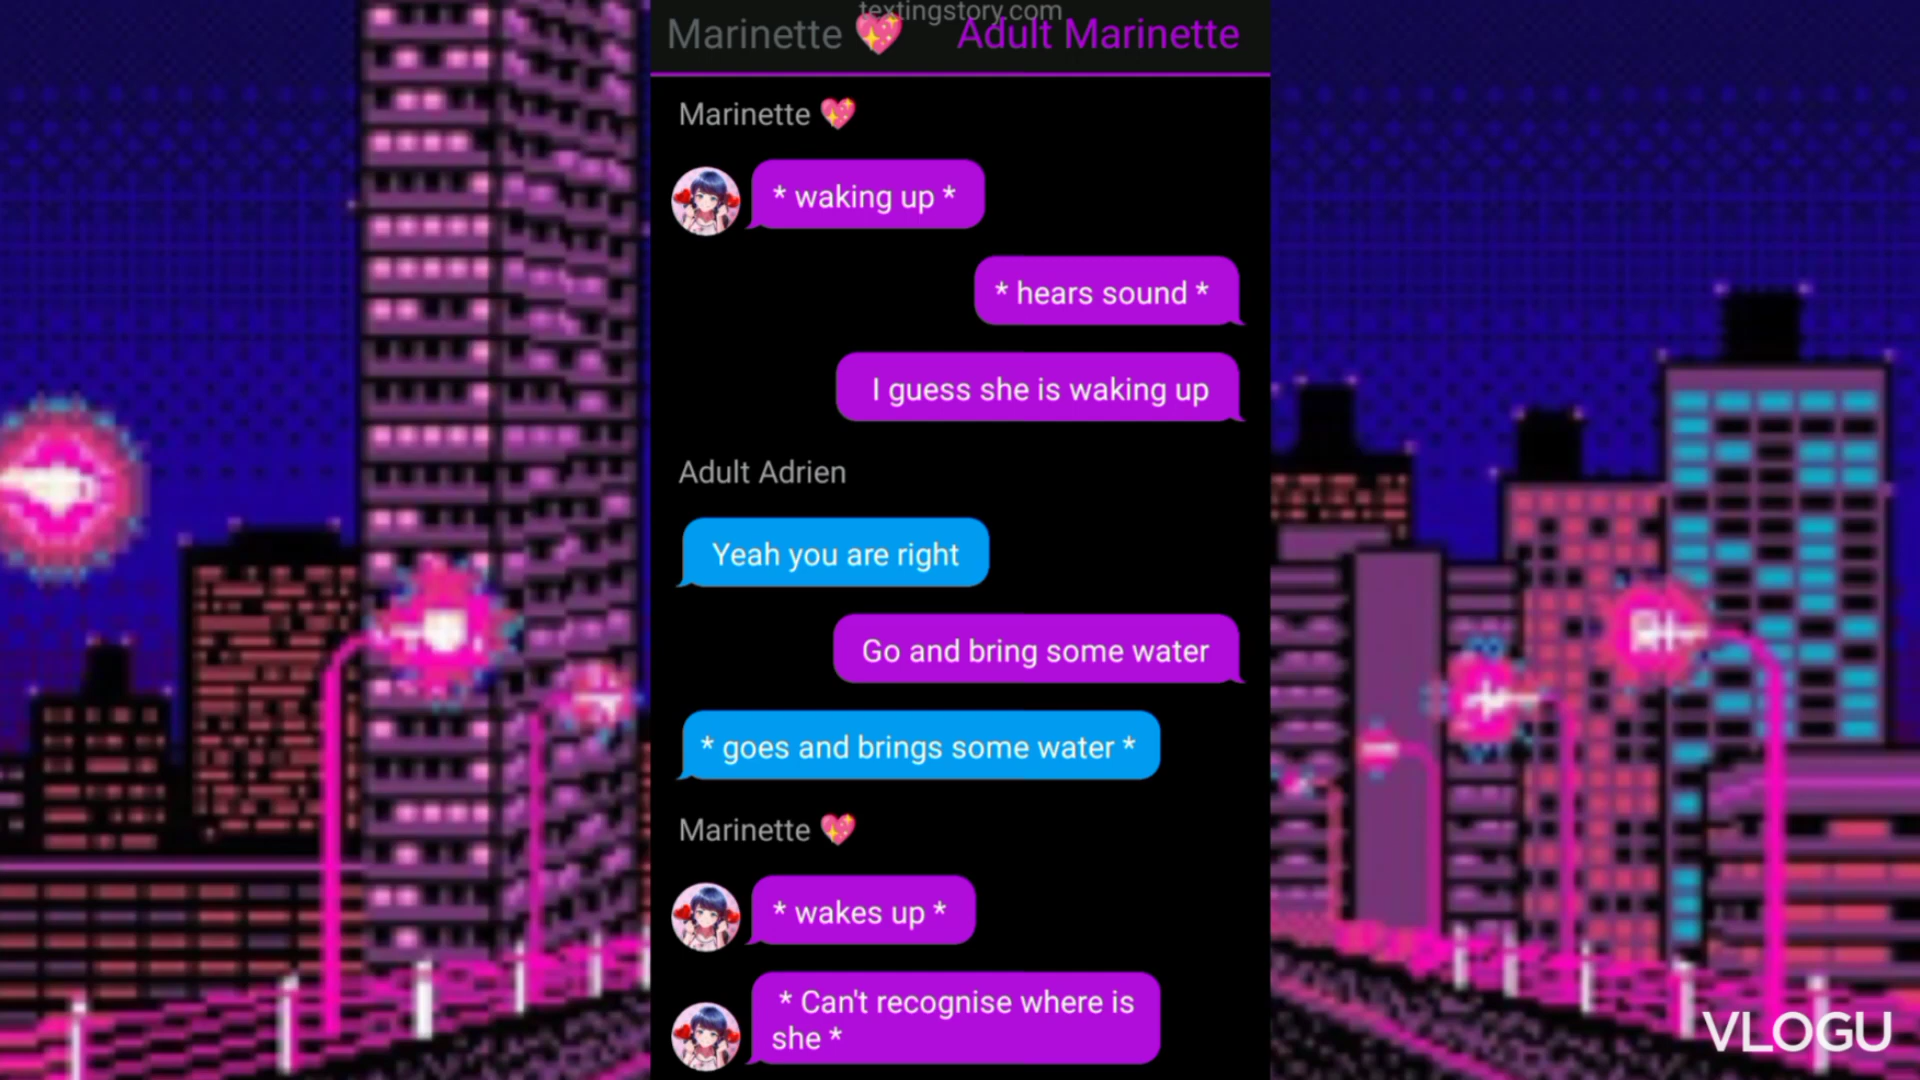 textingstory.com
Marinette 💖 Adult Marinette
Marinette 💖
* waking up *
* hears sound *
I guess she is waking up
Adult Adrien
Yeah you are right
Go and bring some water
* goes and brings some water *
Marinette 💖
* wakes up *
* Can't recognise where is
she *
VLOGU